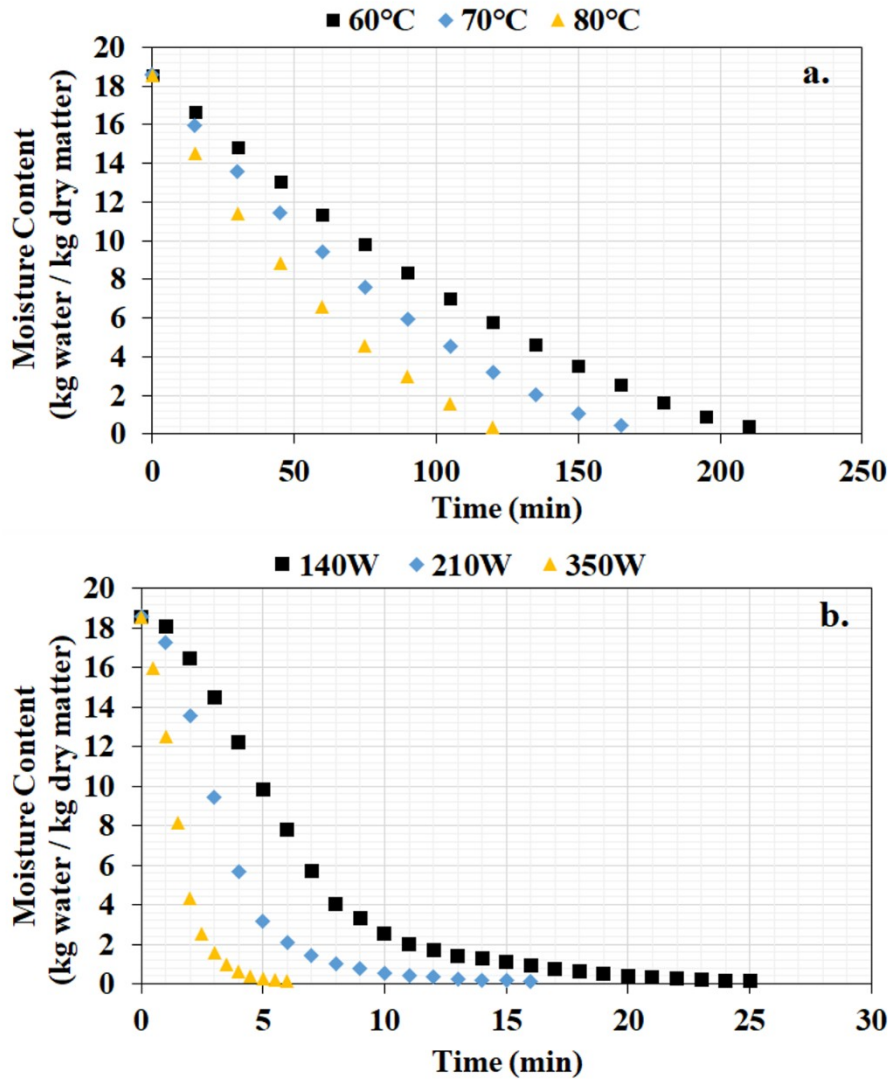 60°C 70°C 80°C
a.
20
18
16
14
12
10
8
6
4
2
0
Moisture Content
(kg water / kg dry matter)
0 50 100 150 200 250
Time (min)
140W 210W 350W
b.
20
18
16
14
12
10
8
6
4
2
0
Moisture Content
(kg water / kg dry matter)
0 5 10 15 20 25 30
Time (min)